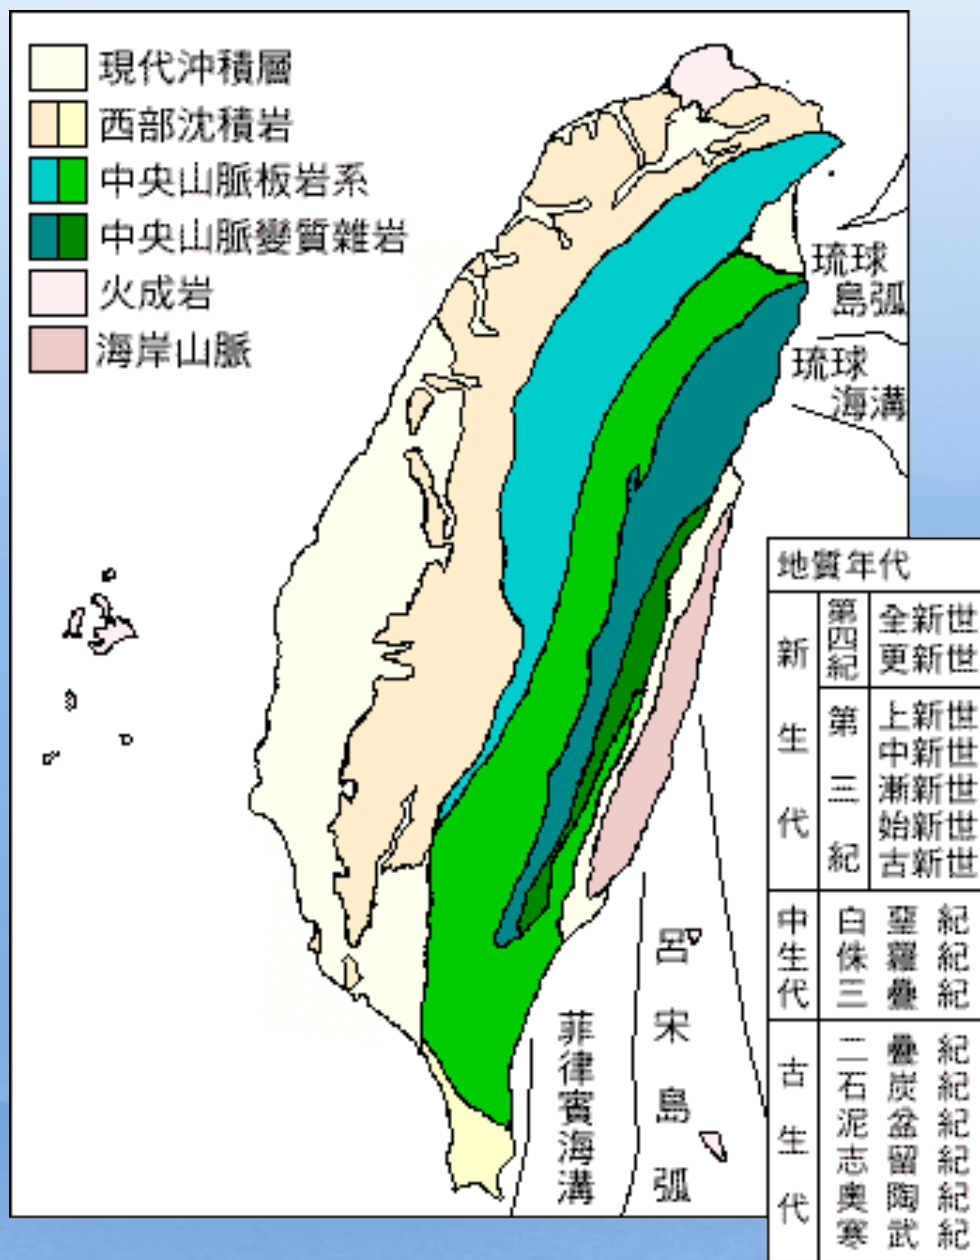 現代沖積層
西部沈積岩
中央山脈板岩系
中央山脈變質雜岩
火成岩
海岸山脈
琉球
島弧
琉球
海溝
菲律賓海溝
呂宋島弧
地質年代
新生代
第四紀
全新世
更新世
第三紀
上新世
中新世
漸新世
始新世
古新世
中生代
白堊紀
侏羅紀
三疊紀
古生代
二疊紀
石炭紀
泥盆紀
志留紀
奧陶紀
寒武紀